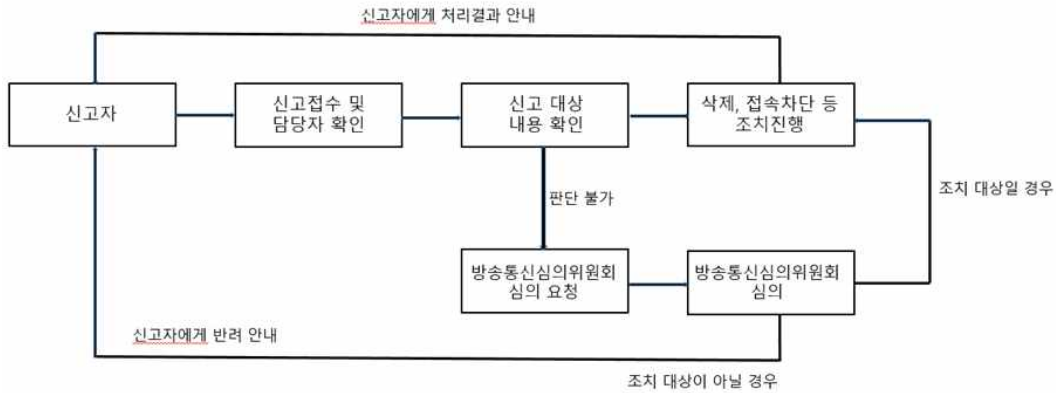 신고자에게 처리결과 안내
신고자
신고접수 및
담당자 확인
신고 대상
내용 확인
삭제, 접속차단 등
조치진행
판단 불가
조치 대상일 경우
방송통신심의위원회
심의 요청
방송통신심의위원회
심의
신고자에게 반려 안내
조치 대상이 아닐 경우